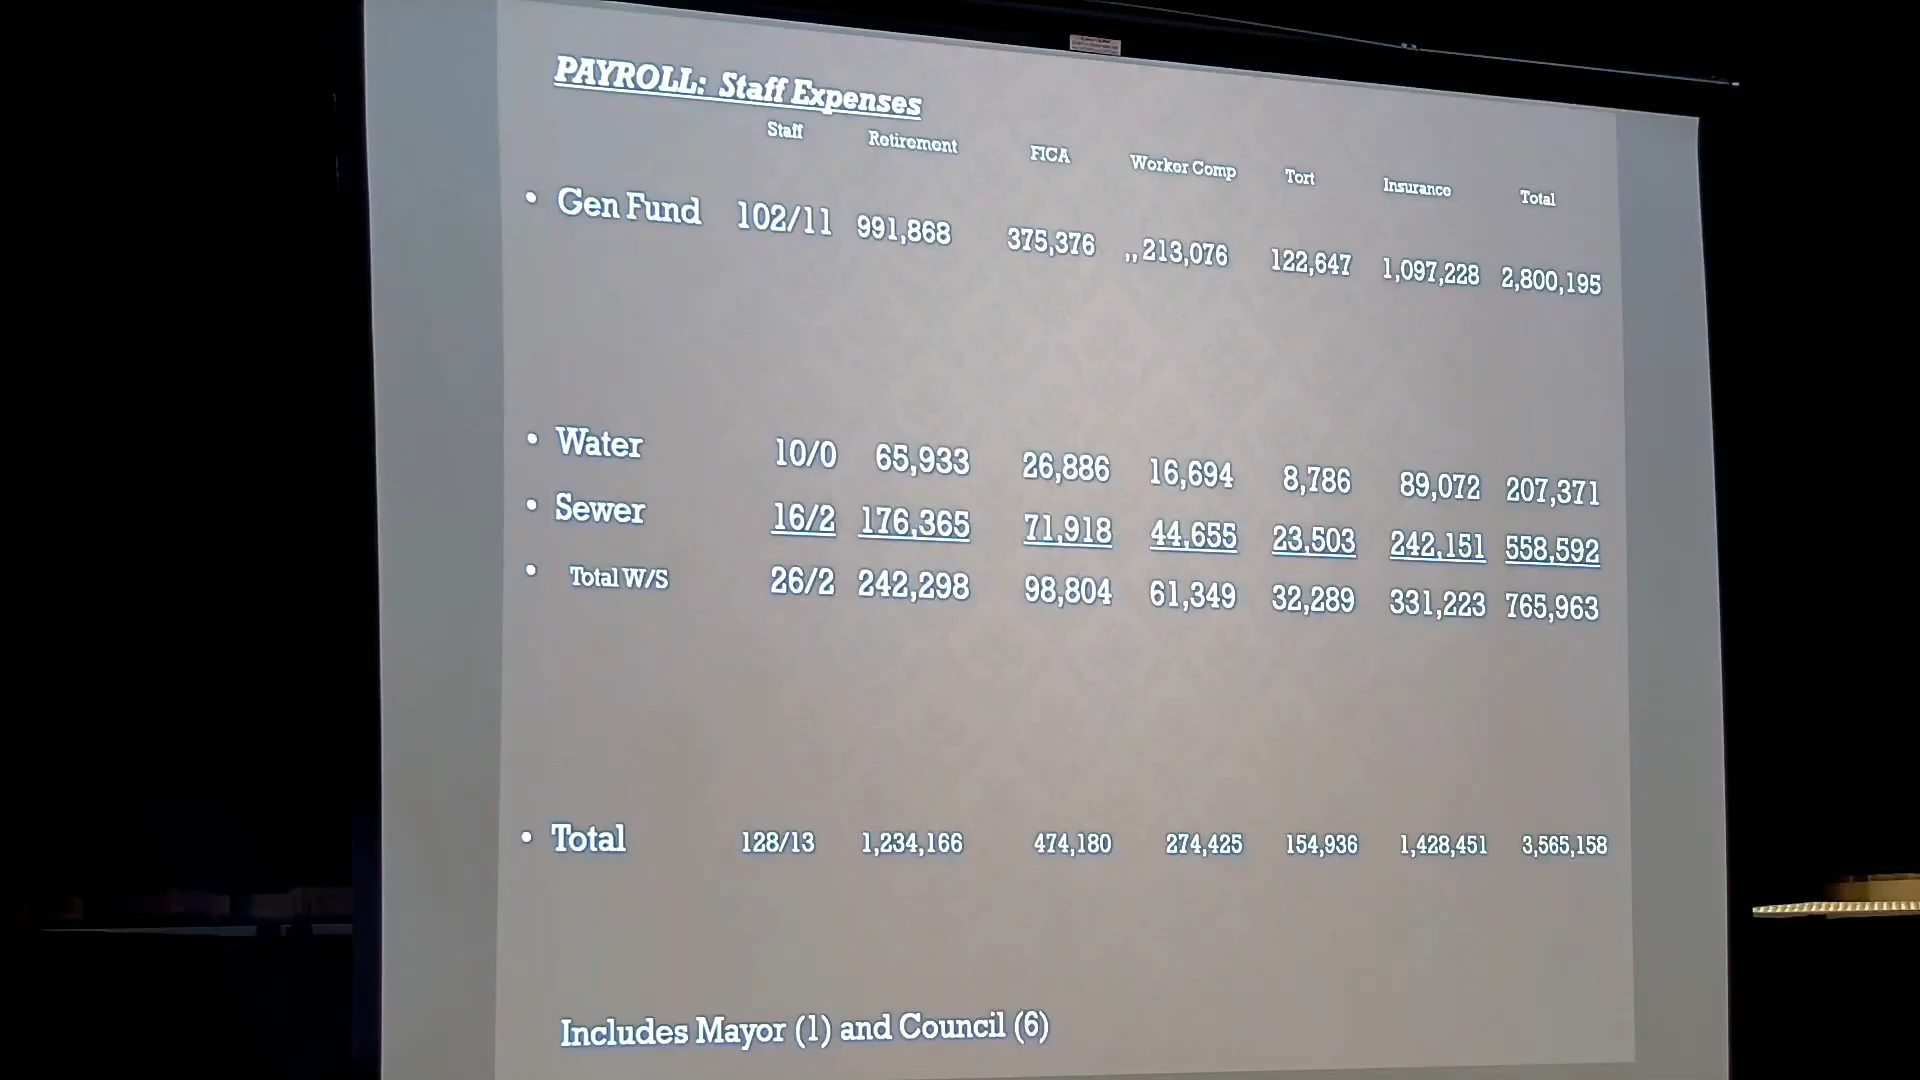 PAYROLL: Staff Expenses
Staff Retirement FICA Worker Comp Tort Insurance Total
• Gen Fund 102/11 991,868 375,376 ,,213,076 122,647 1,097,228 2,800,195
• Water 10/0 65,933 26,886 16,694 8,786 89,072 207,371
• Sewer 16/2 176,365 71,918 44,655 23,503 242,151 558,592
• Total W/S 26/2 242,298 98,804 61,349 32,289 331,223 765,963
• Total 128/13 1,234,166 474,180 274,425 154,936 1,428,451 3,565,158
Includes Mayor (1) and Council (6)